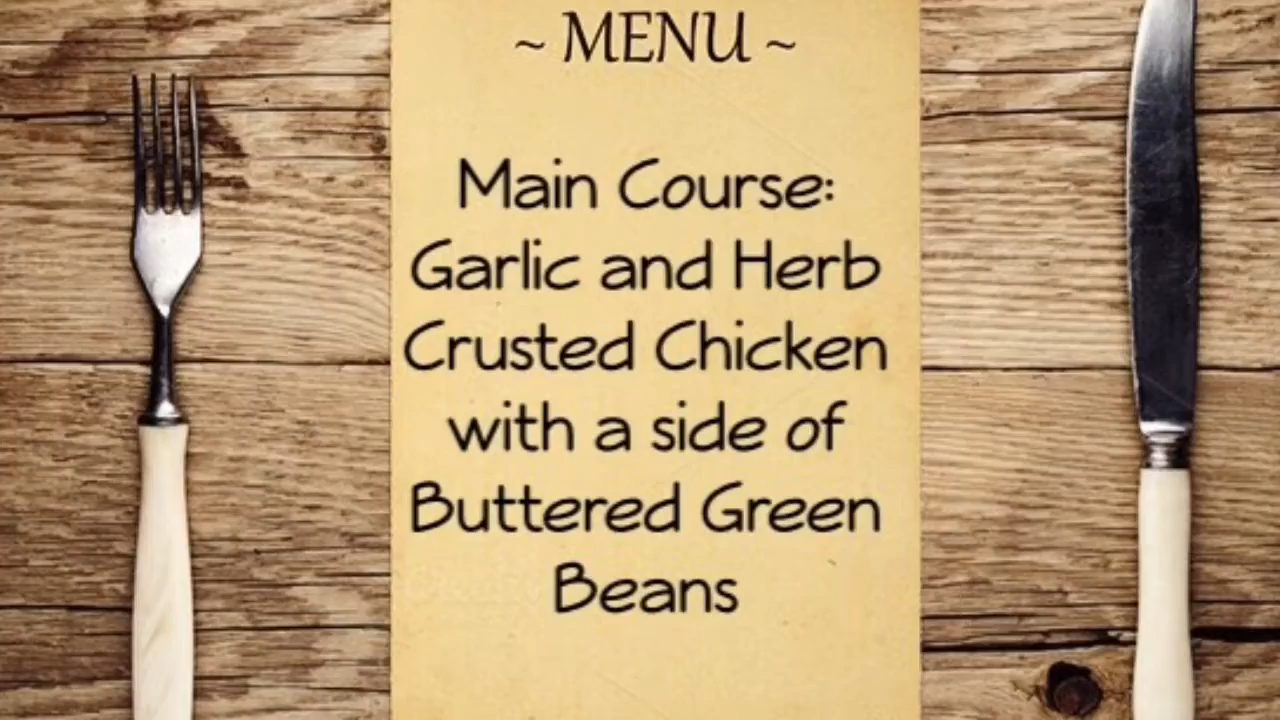 ~ MENU ~
Main Course:
Garlic and Herb
Crusted Chicken
with a side of
Buttered Green
Beans